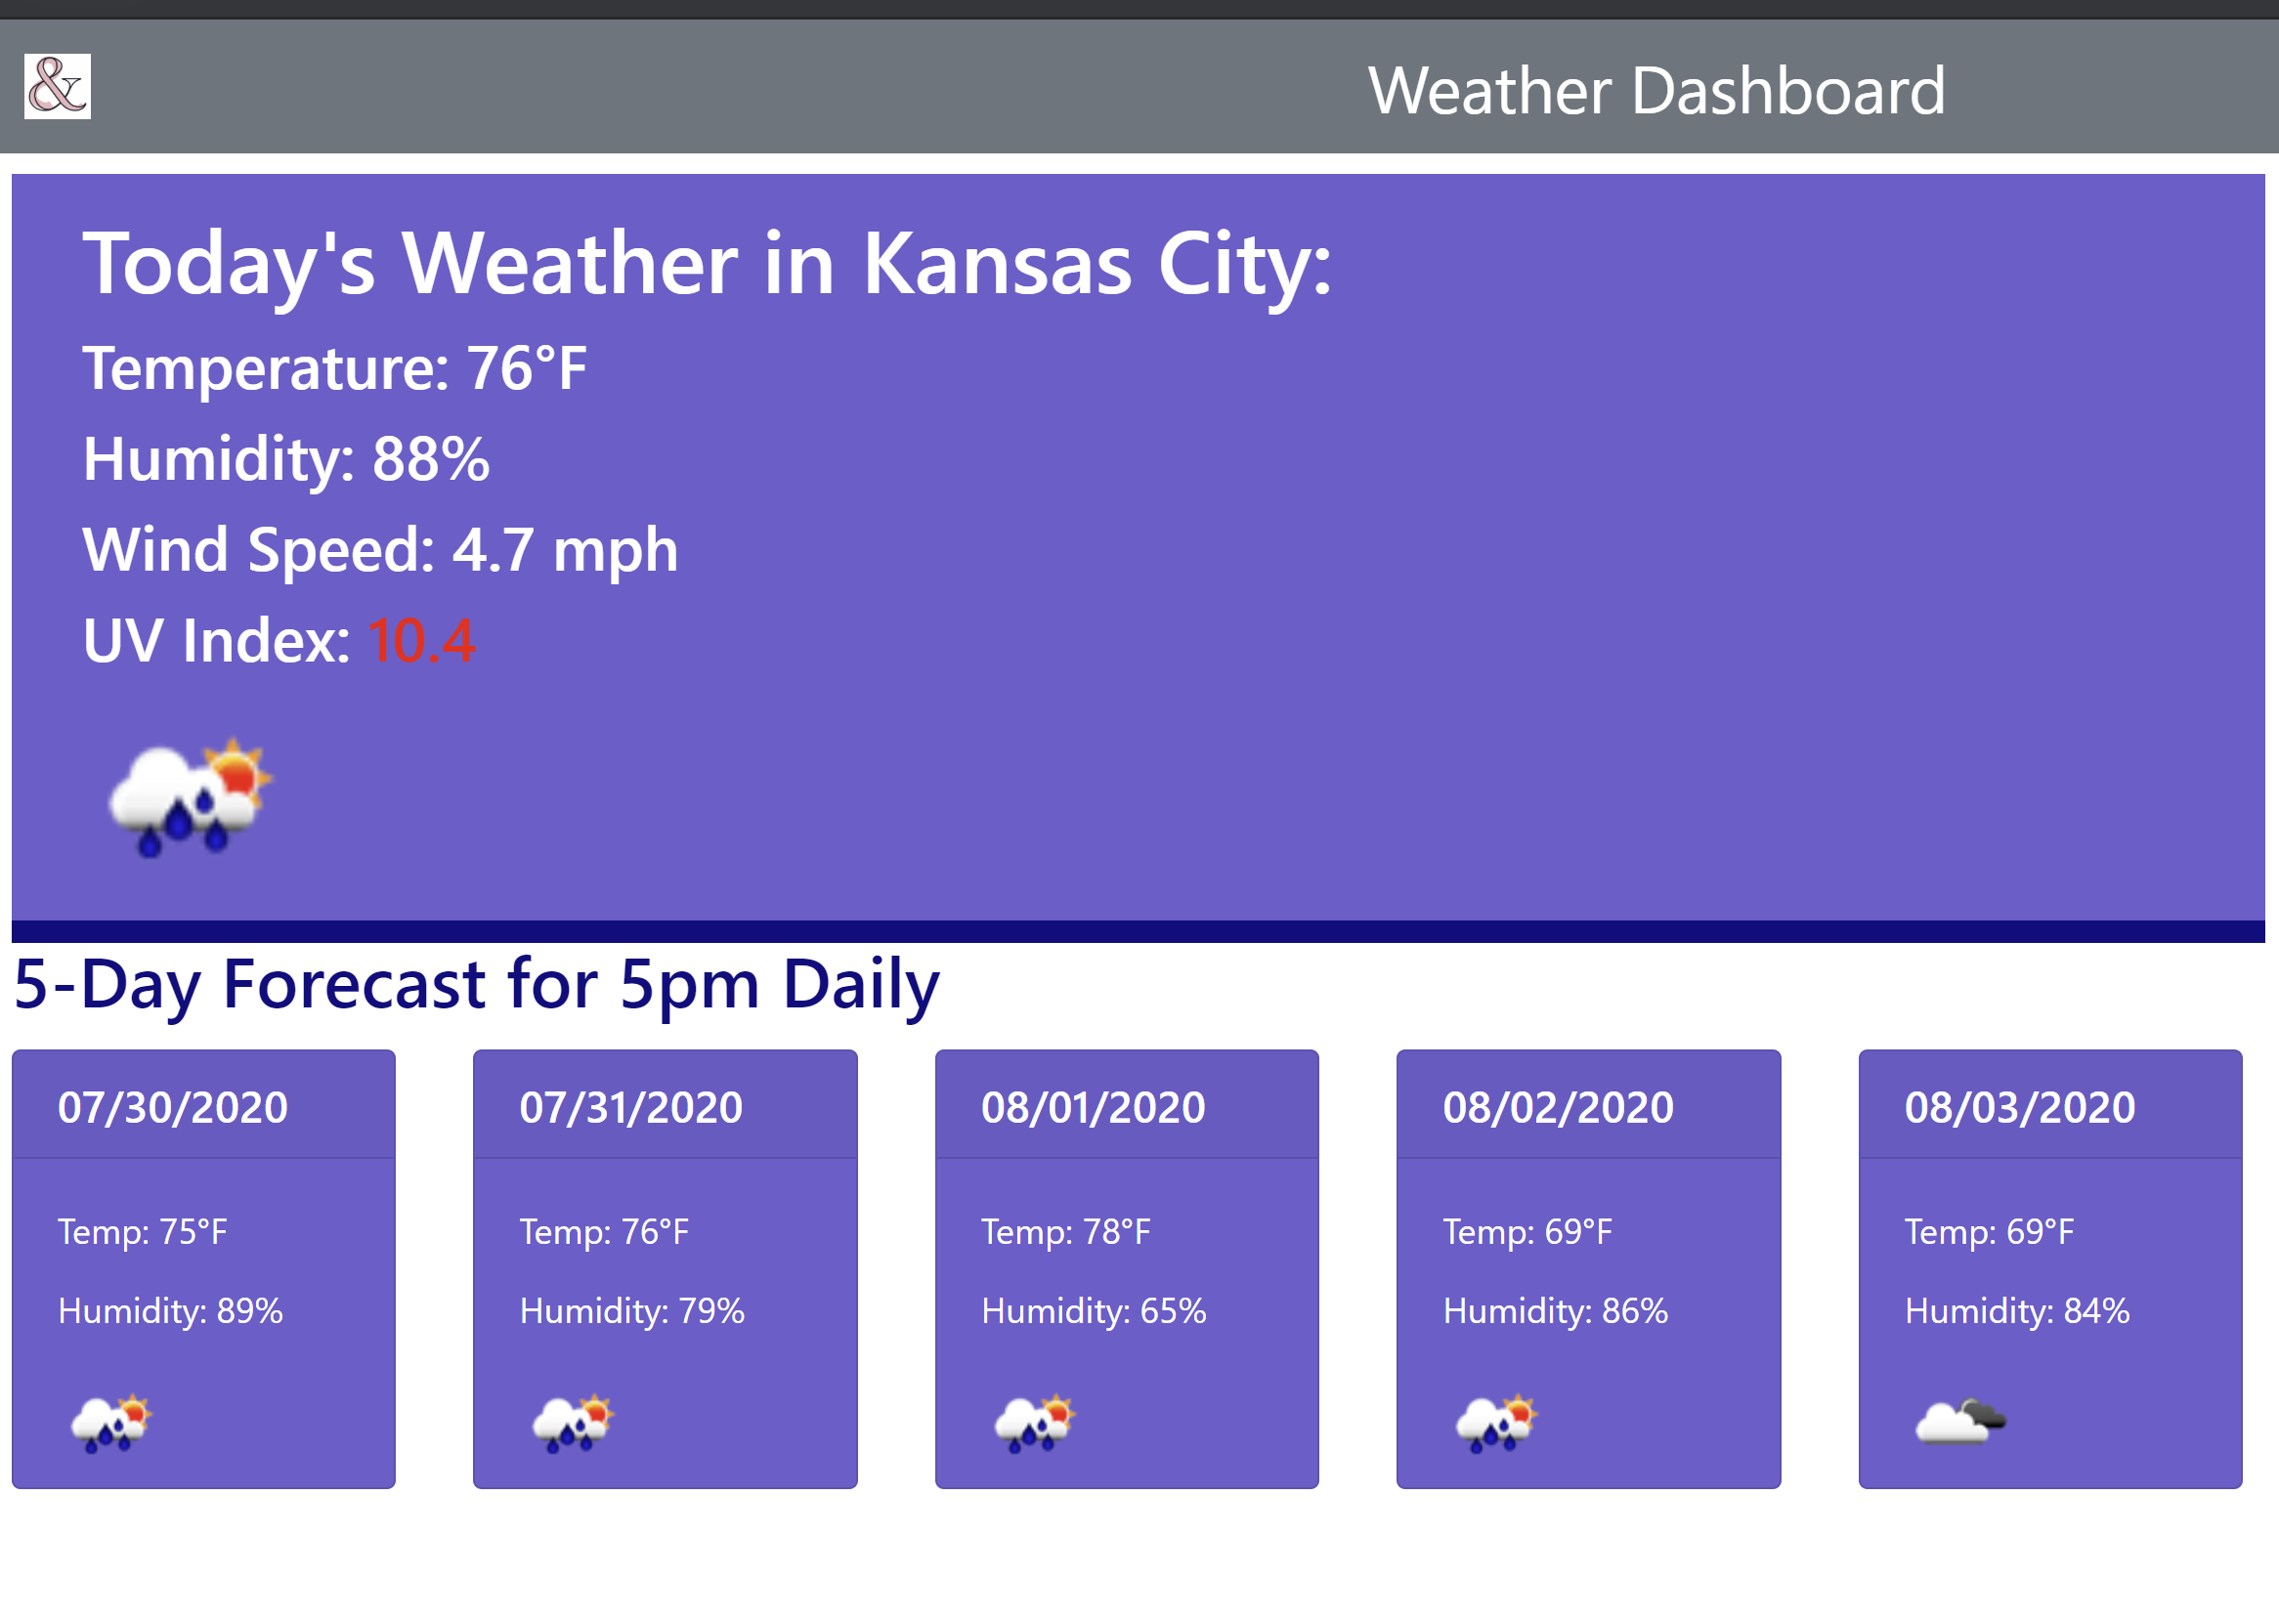 &
Weather Dashboard
Today's Weather in Kansas City:
Temperature: 76°F
Humidity: 88%
Wind Speed: 4.7 mph
UV Index: 10.4
5-Day Forecast for 5pm Daily
07/30/2020
Temp: 75°F
Humidity: 89%
07/31/2020
Temp: 76°F
Humidity: 79%
08/01/2020
Temp: 78°F
Humidity: 65%
08/02/2020
Temp: 69°F
Humidity: 86%
08/03/2020
Temp: 69°F
Humidity: 84%